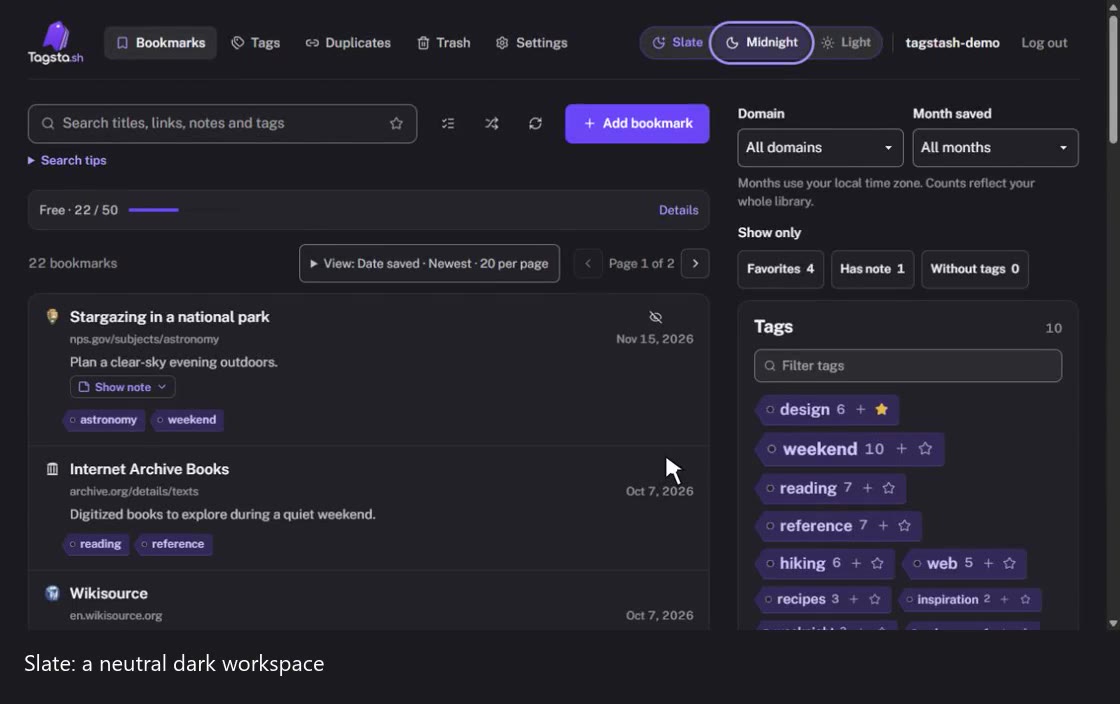 Tagsta.sh
Bookmarks
Tags
Duplicates
Trash
Settings
Slate
Midnight
Light
tagstash-demo
Log out
Search titles, links, notes and tags
Add bookmark
Search tips
Free · 22 / 50
Details
22 bookmarks
View: Date saved · Newest · 20 per page
Page 1 of 2
Stargazing in a national park
nps.gov/subjects/astronomy
Nov 15, 2026
Plan a clear-sky evening outdoors.
Show note
astronomy
weekend
Internet Archive Books
archive.org/details/texts
Oct 7, 2026
Digitized books to explore during a quiet weekend.
reading
reference
Wikisource
en.wikisource.org
Oct 7, 2026
Domain
Month saved
All domains
All months
Months use your local time zone. Counts reflect your
whole library.
Show only
Favorites 4
Has note 1
Without tags 0
Tags
10
Filter tags
design 6 +
weekend 10 +
reading 7 +
reference 7 +
hiking 6 +
web 5 +
recipes 3 +
inspiration 2 +
Slate: a neutral dark workspace